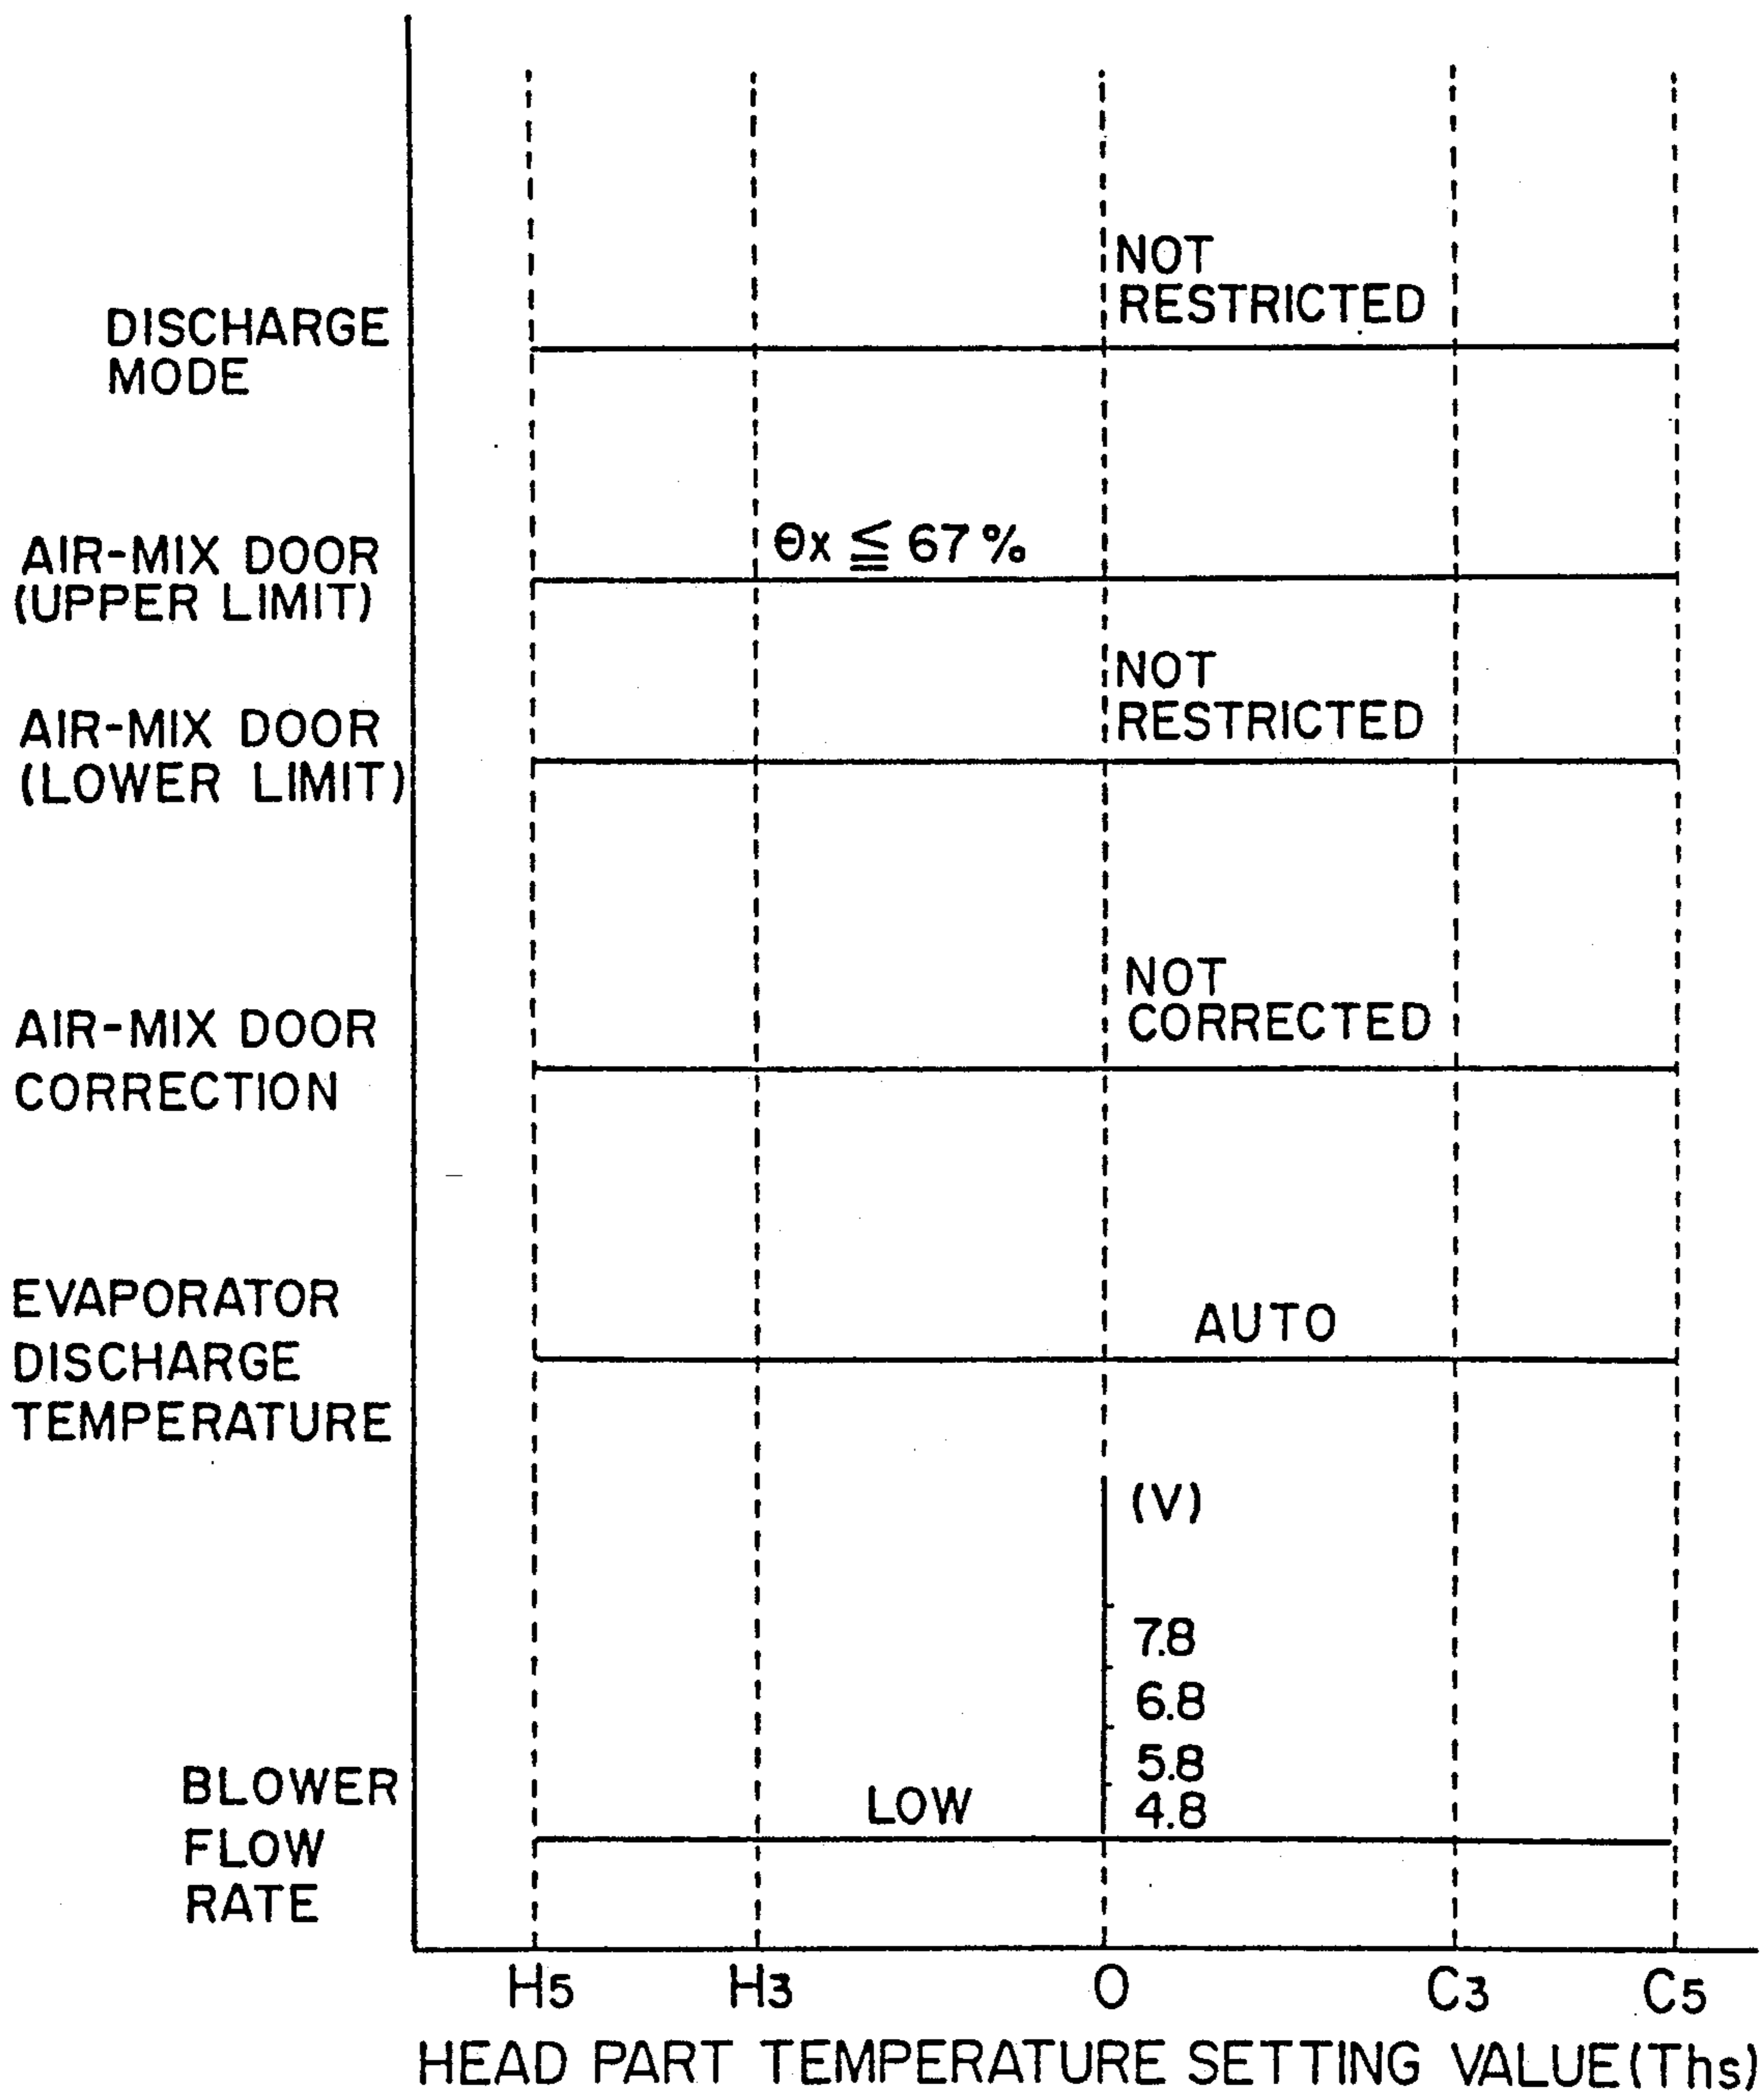 NOT
RESTRICTED
DISCHARGE
MODE
θx ≦ 67 %
AIR-MIX DOOR
(UPPER LIMIT)
NOT
RESTRICTED
AIR-MIX DOOR
(LOWER LIMIT)
NOT
CORRECTED
AIR-MIX DOOR
CORRECTION
EVAPORATOR
DISCHARGE
TEMPERATURE
AUTO
(V)
7.8
6.8
5.8
4.8
LOW
BLOWER
FLOW
RATE
H5 H3 O C3 C5
HEAD PART TEMPERATURE SETTING VALUE (Ths)